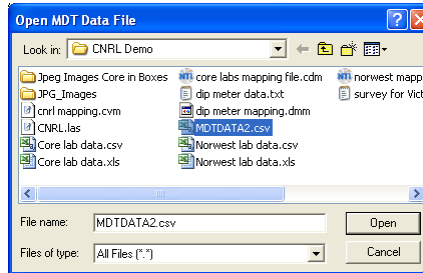 Open MDT Data File
Look in: CNRL Demo
Jpeg Images Core in Boxes
JPG_Images
cnrl mapping.cvm
CNRL.las
Core lab data.csv
Core lab data.xls
core labs mapping file.cdm
dip meter data.txt
dip meter mapping.dmm
MDTDATA2.csv
Norwest lab data.csv
Norwest lab data.xls
norwest mapp
survey for Vict
File name: MDTDATA2.csv Open
Files of type: All Files (*.*) Cancel